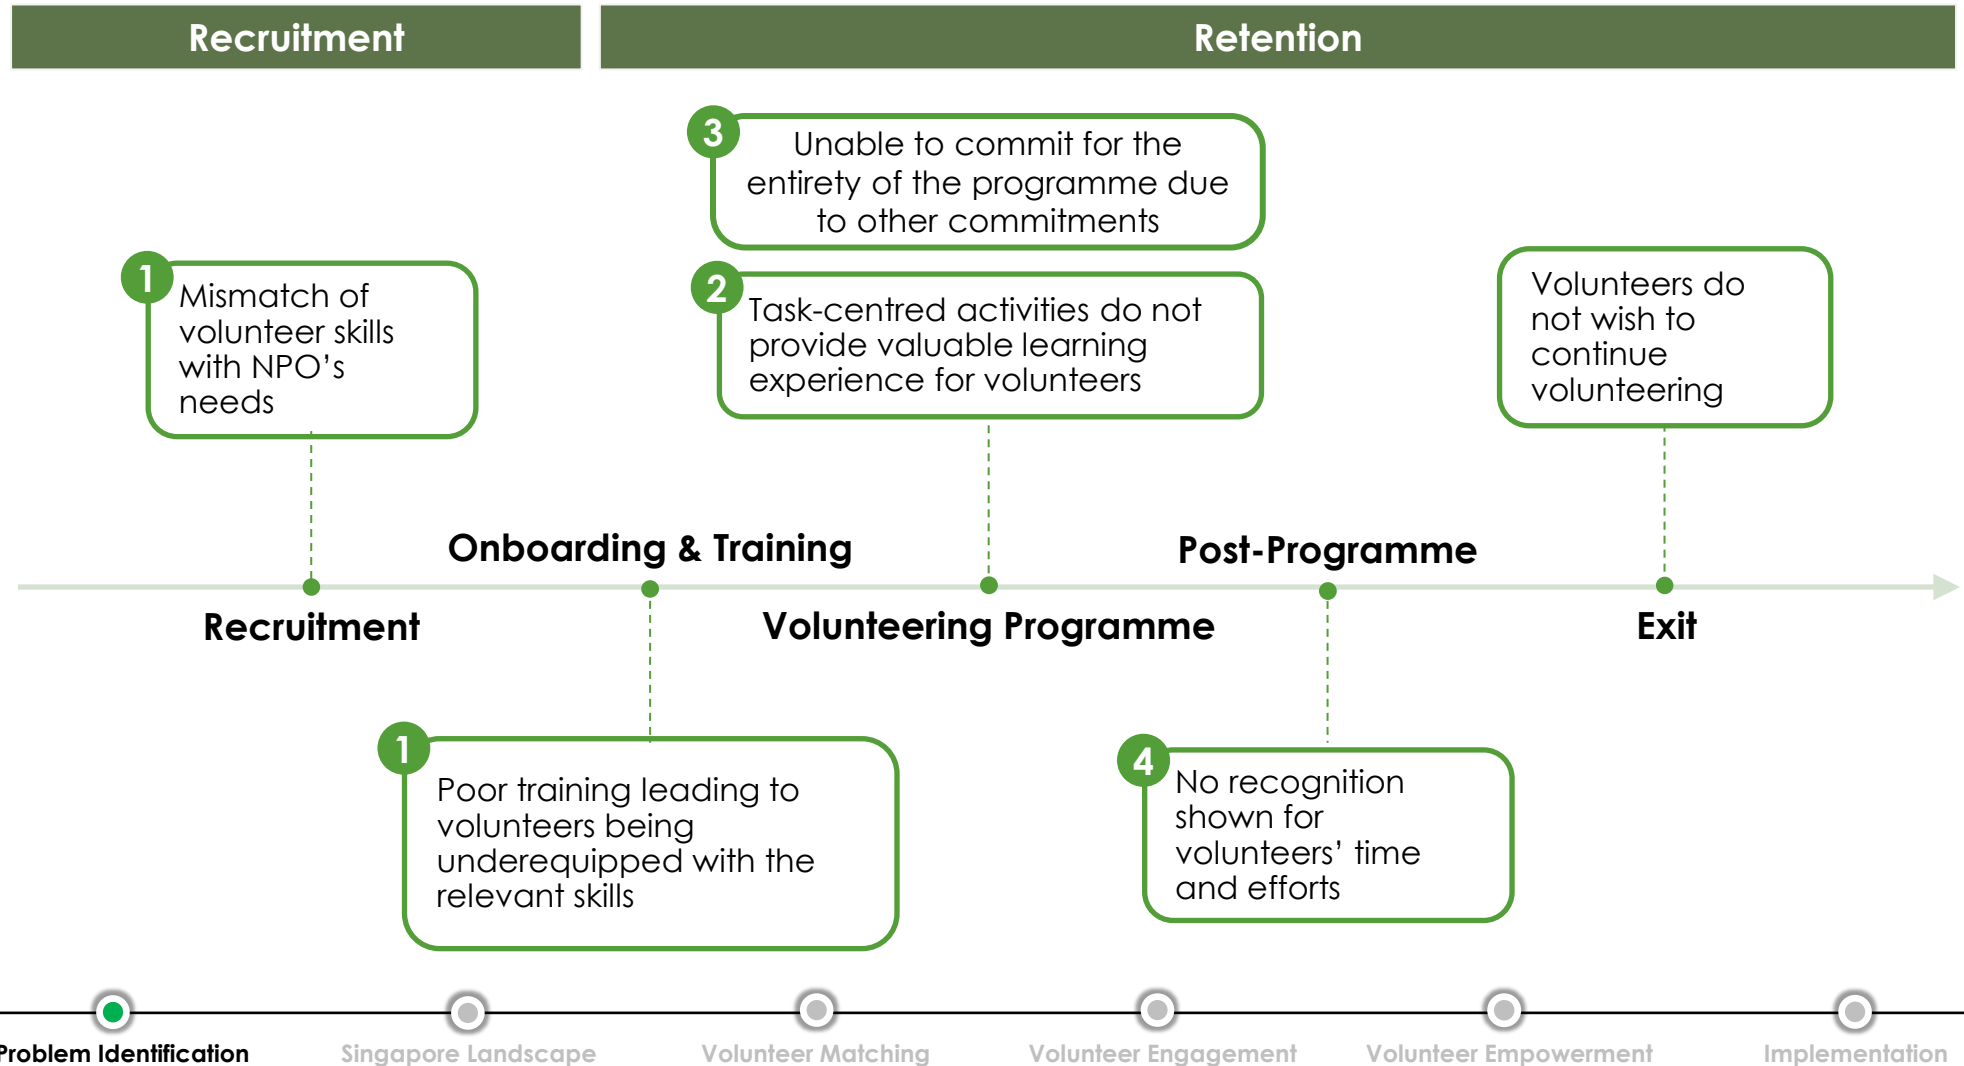 Recruitment
Retention
3
Unable to commit for the
entirety of the programme due
to other commitments
1
Mismatch of
volunteer skills
with NPO’s
needs
2
Task-centred activities do not
provide valuable learning
experience for volunteers
Volunteers do
not wish to
continue
volunteering
Onboarding & Training
Post-Programme
Recruitment
Volunteering Programme
Exit
1
Poor training leading to
volunteers being
underequipped with the
relevant skills
4
No recognition
shown for
volunteers’ time
and efforts
Problem Identification
Singapore Landscape
Volunteer Matching
Volunteer Engagement
Volunteer Empowerment
Implementation